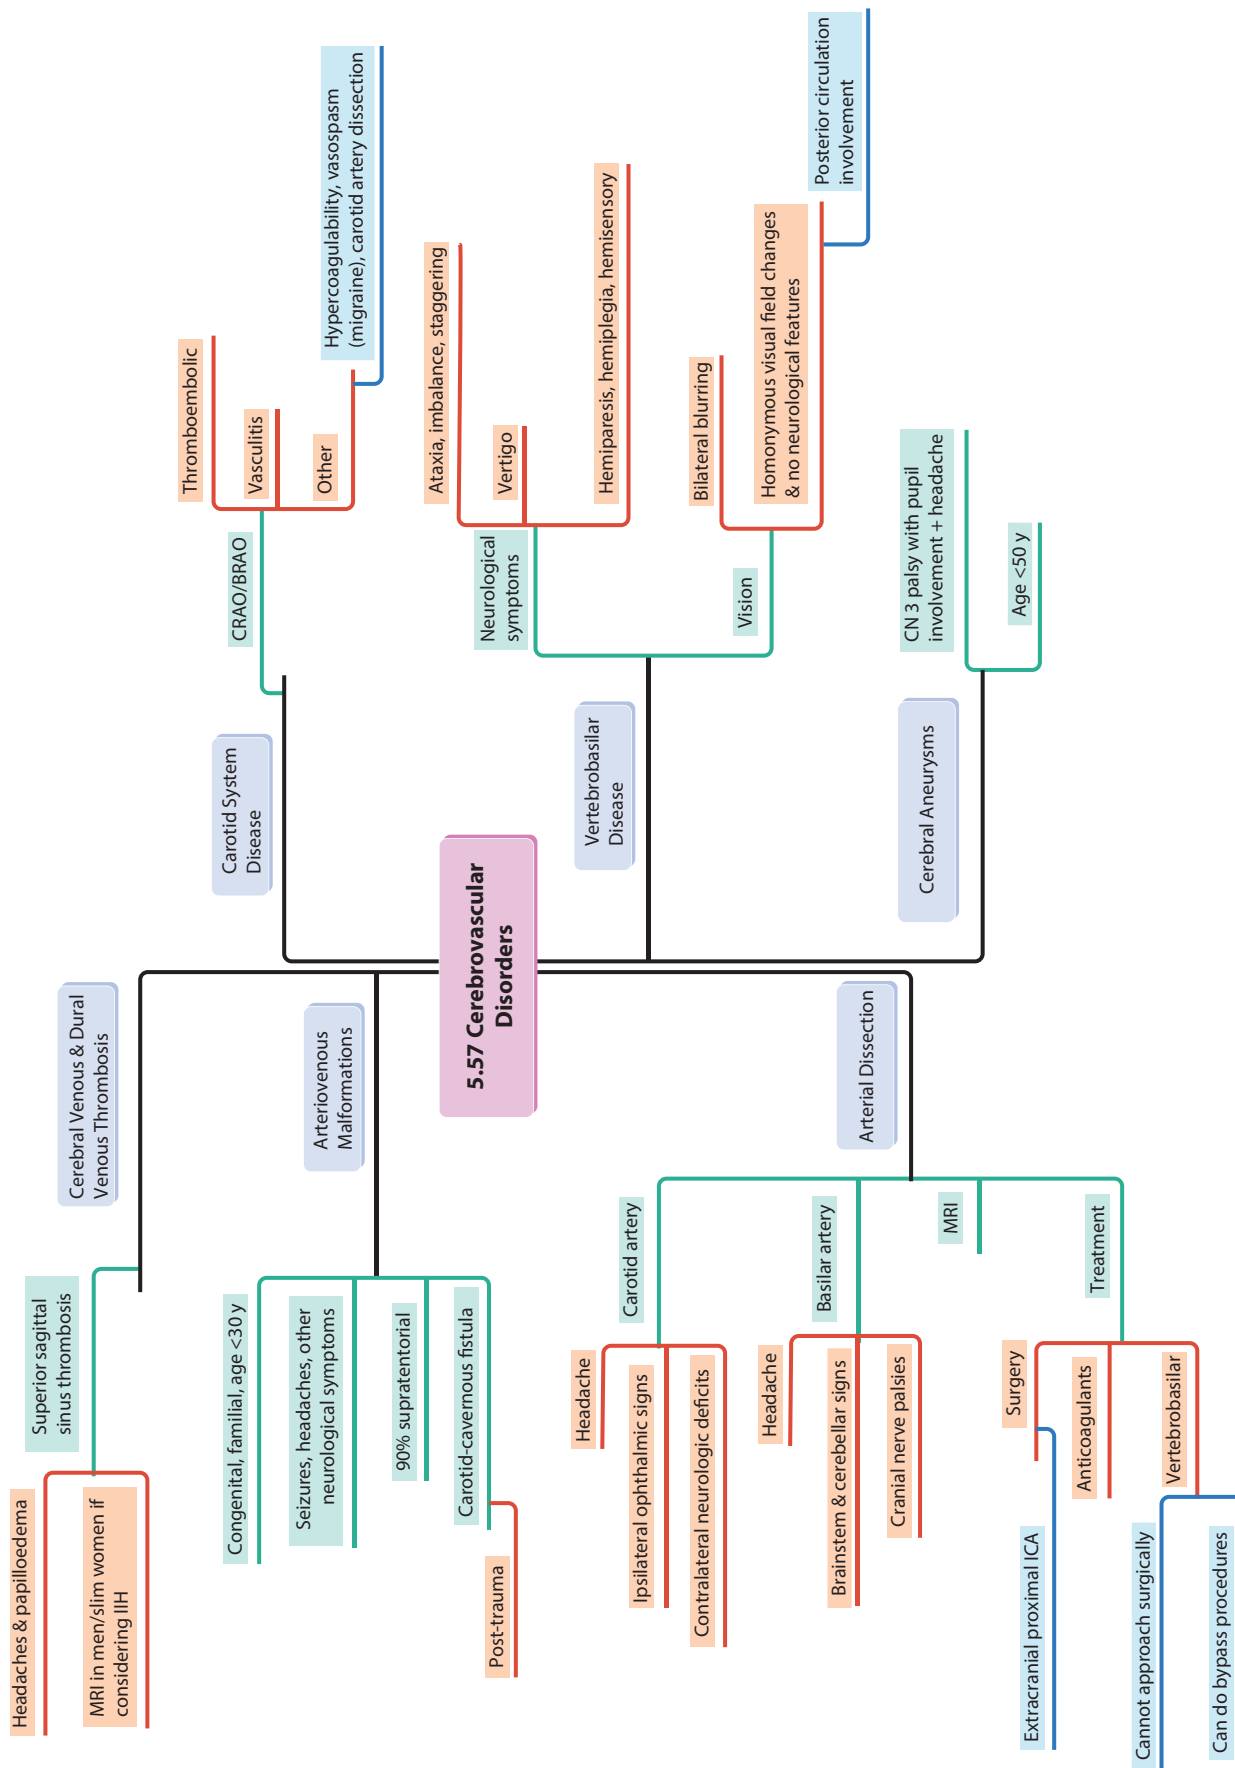 5.57 Cerebrovascular
Disorders
Carotid System
Disease
CRAO/BRAO
Thromboembolic
Vasculitis
Other
Hypercoagulability, vasospasm
(migraine), carotid artery dissection
Vertebrobasilar
Disease
Neurological
symptoms
Ataxia, imbalance, staggering
Vertigo
Hemiparesis, hemiplegia, hemisensory
Vision
Bilateral blurring
Homonymous visual field changes
& no neurological features
Posterior circulation
involvement
Cerebral Aneurysms
CN 3 palsy with pupil
involvement + headache
Age <50 y
Cerebral Venous & Dural
Venous Thrombosis
Superior sagittal
sinus thrombosis
Headaches & papilloedema
MRI in men/slim women if
considering IIH
Arteriovenous
Malformations
Congenital, familial, age <30 y
Seizures, headaches, other
neurological symptoms
90% supratentorial
Carotid-cavernous fistula
Post-trauma
Arterial Dissection
Carotid artery
Headache
Ipsilateral ophthalmic signs
Contralateral neurologic deficits
Basilar artery
Headache
Brainstem & cerebellar signs
Cranial nerve palsies
MRI
Treatment
Surgery
Extracranial proximal ICA
Anticoagulants
Vertebrobasilar
Cannot approach surgically
Can do bypass procedures